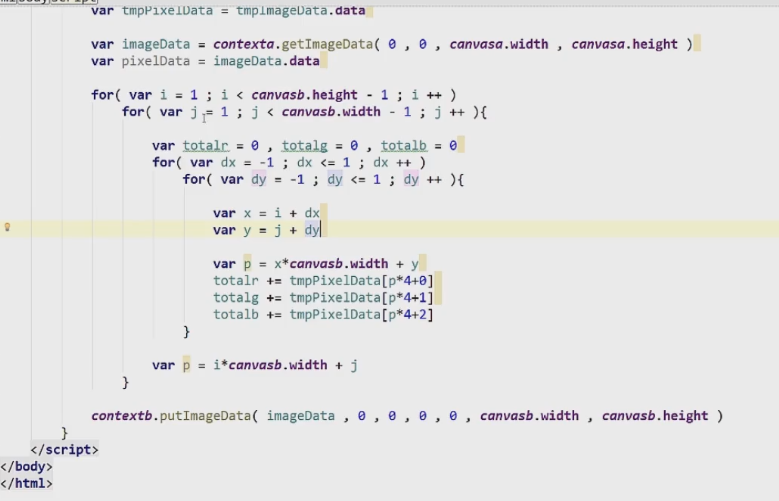 var tmpPixelData = tmpImageData.data
var imageData = contexta.getImageData( 0 , 0 , canvasa.width , canvasa.height )
var pixelData = imageData.data
for( var i = 1 ; i < canvasb.height - 1 ; i ++ )
for( var j = 1 ; j < canvasb.width - 1 ; j ++ ){
var totalr = 0 , totalg = 0 , totalb = 0
for( var dx = -1 ; dx <= 1 ; dx ++ )
for( var dy = -1 ; dy <= 1 ; dy ++ ){
var x = i + dx
var y = j + dy
var p = x*canvasb.width + y
totalr += tmpPixelData[p*4+0]
totalg += tmpPixelData[p*4+1]
totalb += tmpPixelData[p*4+2]
}
var p = i*canvasb.width + j
}
contextb.putImageData( imageData , 0 , 0 , 0 , 0 , canvasb.width , canvasb.height )
}
</script>
</body>
</html>